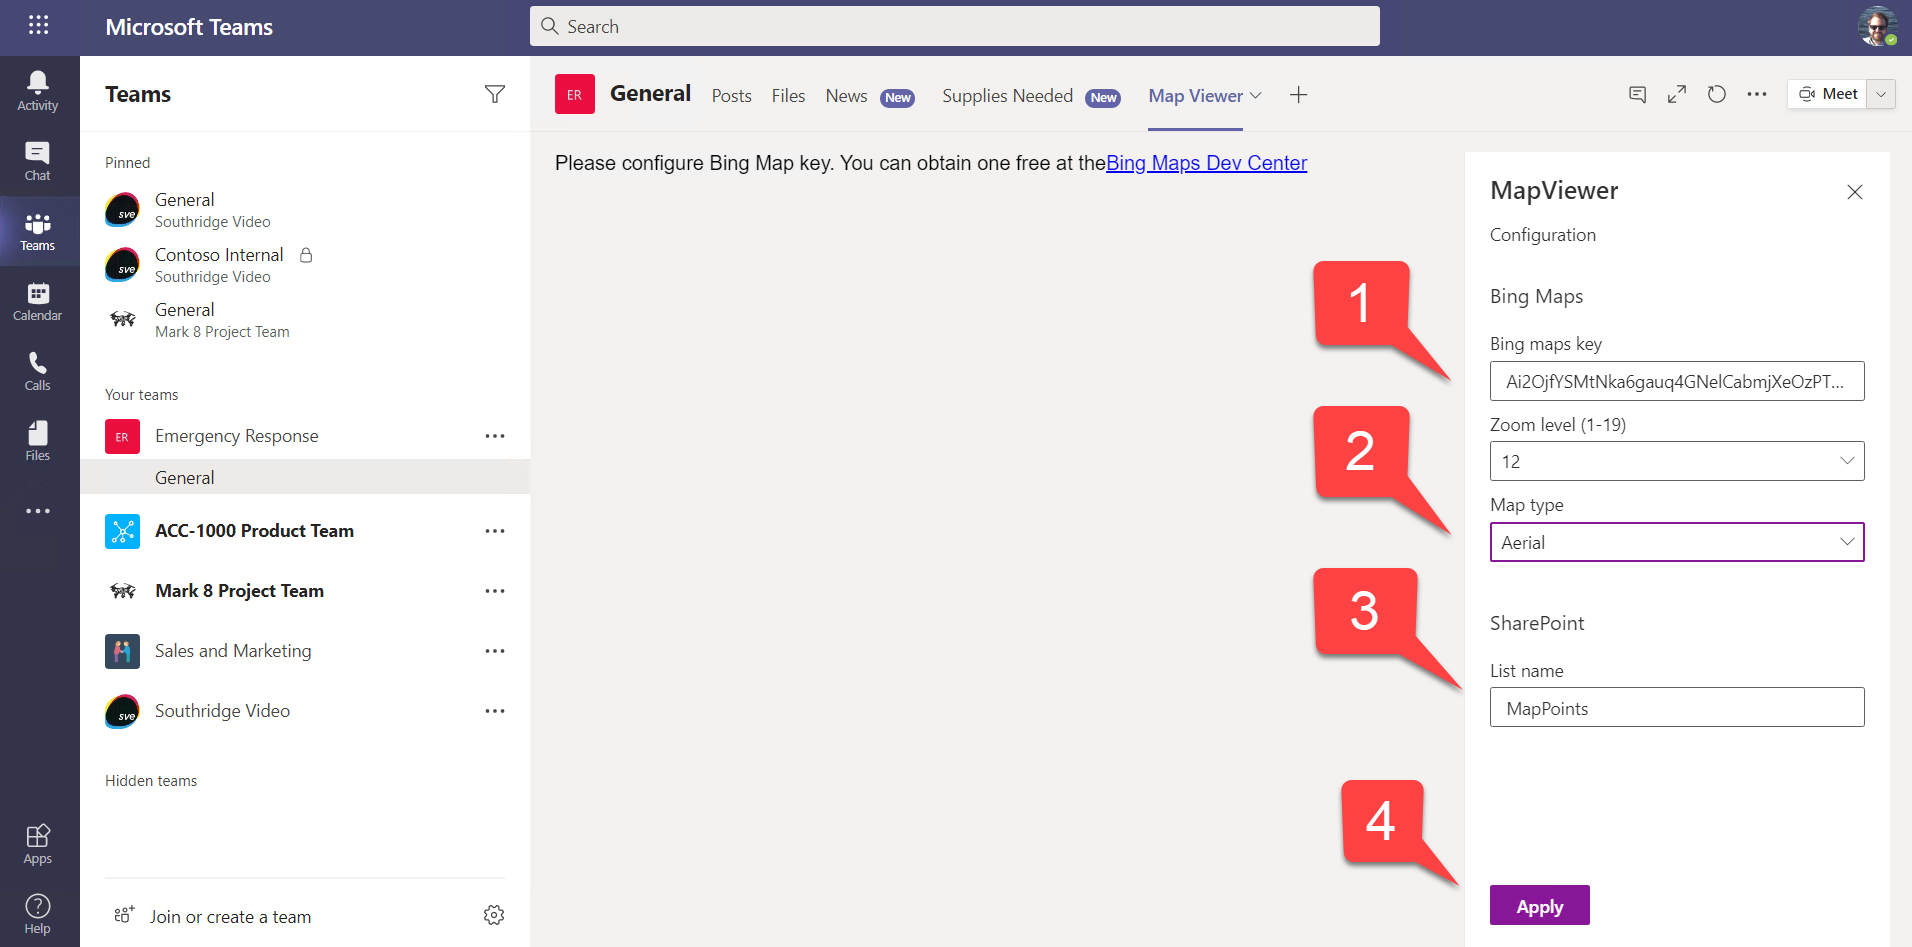 Microsoft Teams
Search
Activity
Chat
Teams
Calendar
Calls
Files
Apps
Help
Teams
Pinned
sve
General
Southridge Video
sve
Contoso Internal
Southridge Video
General
Mark 8 Project Team
Your teams
ER
Emergency Response
General
ACC-1000 Product Team
Mark 8 Project Team
Sales and Marketing
sve
Southridge Video
Hidden teams
Join or create a team
ER
General
Posts
Files
News
New
Supplies Needed
New
Map Viewer
Meet
Please configure Bing Map key. You can obtain one free at theBing Maps Dev Center
MapViewer
Configuration
Bing Maps
1
Bing maps key
Ai2OjfYSMtNka6gauq4GNelCabmjXeOzPT...
Zoom level (1-19)
12
2
Map type
Aerial
3
SharePoint
List name
MapPoints
4
Apply